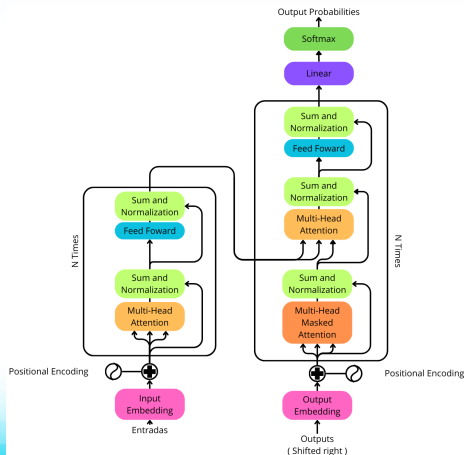 Output Probabilities
Softmax
Linear
Sum and
Normalization
Feed Foward
Sum and
Normalization
Multi-Head
Attention
Sum and
Normalization
Multi-Head
Masked
Attention
N Times
Positional Encoding
Output
Embedding
Outputs
( Shifted right )
Sum and
Normalization
Feed Foward
Sum and
Normalization
Multi-Head
Attention
N Times
Positional Encoding
Input
Embedding
Entradas